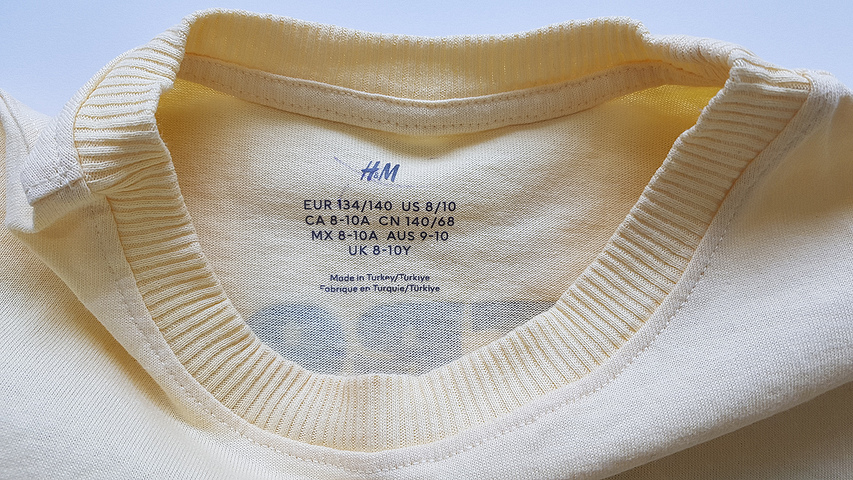 H&M
EUR 134/140 US 8/10
CA 8-10A CN 140/68
MX 8-10A AUS 9-10
UK 8-10Y
Made in Turkey/Türkiye
Fabriqué en Turquie/Türkiye